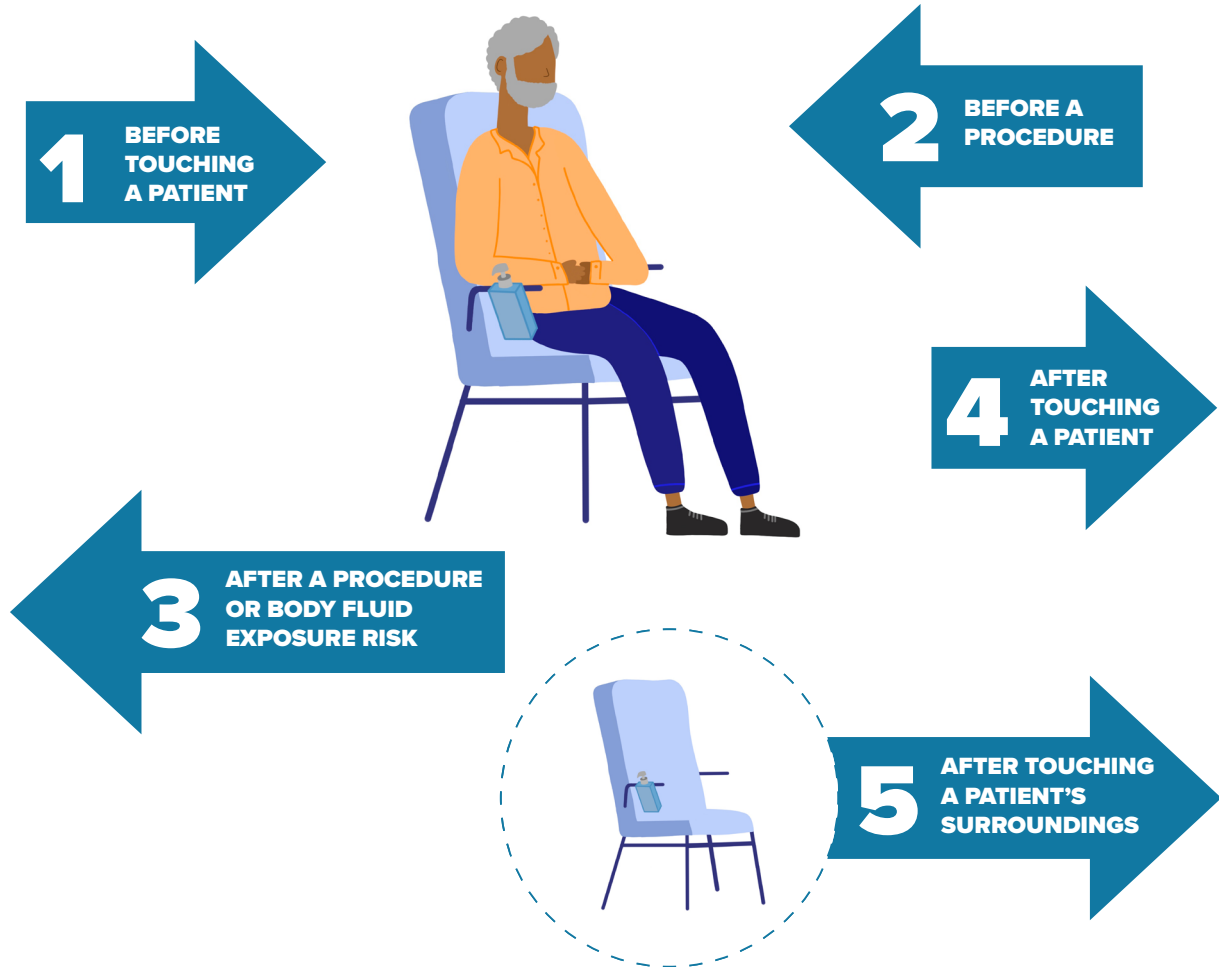 1
BEFORE
TOUCHING
A PATIENT
2
BEFORE A
PROCEDURE
3
AFTER A PROCEDURE
OR BODY FLUID
EXPOSURE RISK
4
AFTER
TOUCHING
A PATIENT
5
AFTER TOUCHING
A PATIENT’S
SURROUNDINGS